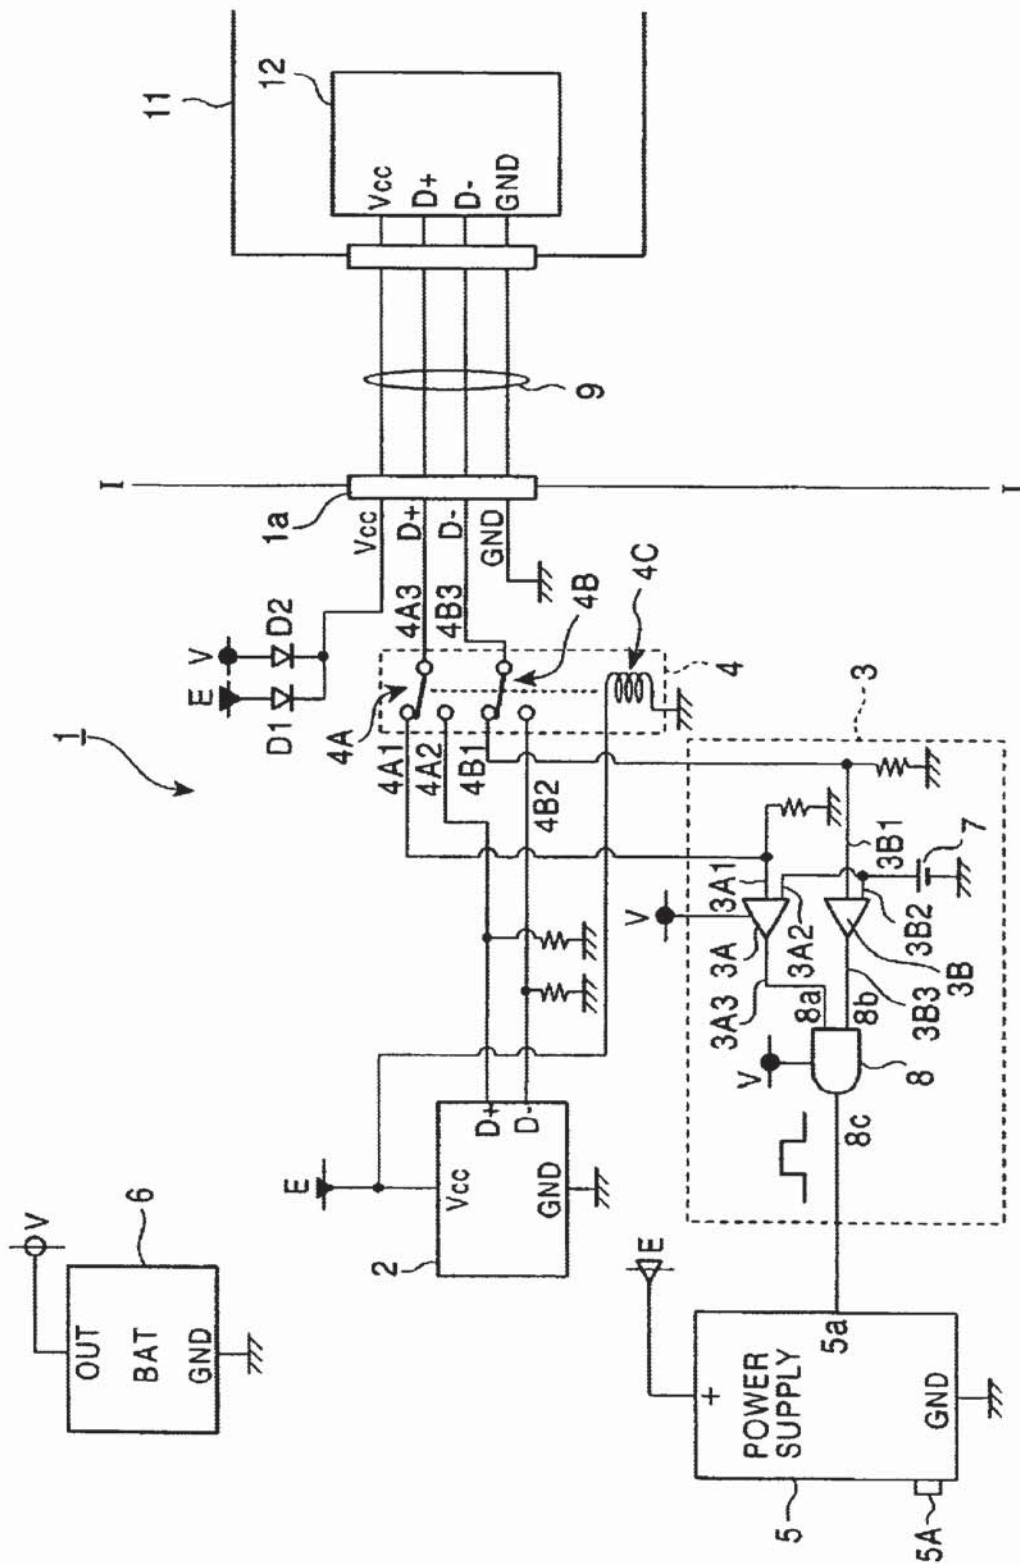 1
11
12
Vcc
D+
D-
GND
9
I
I
1a
Vcc
D+
D-
GND
E
V
D1
D2
4A3
4B3
4B
4C
4
4A
4A1
4A2
4B1
4B2
3
7
3B1
3A1
V
3A
3A2
3B2
3B
3A3
3B3
8a
8b
V
8
8c
E
Vcc
D+
D-
GND
2
V
6
OUT
BAT
GND
E
+
POWER
SUPPLY
5a
GND
5
5A